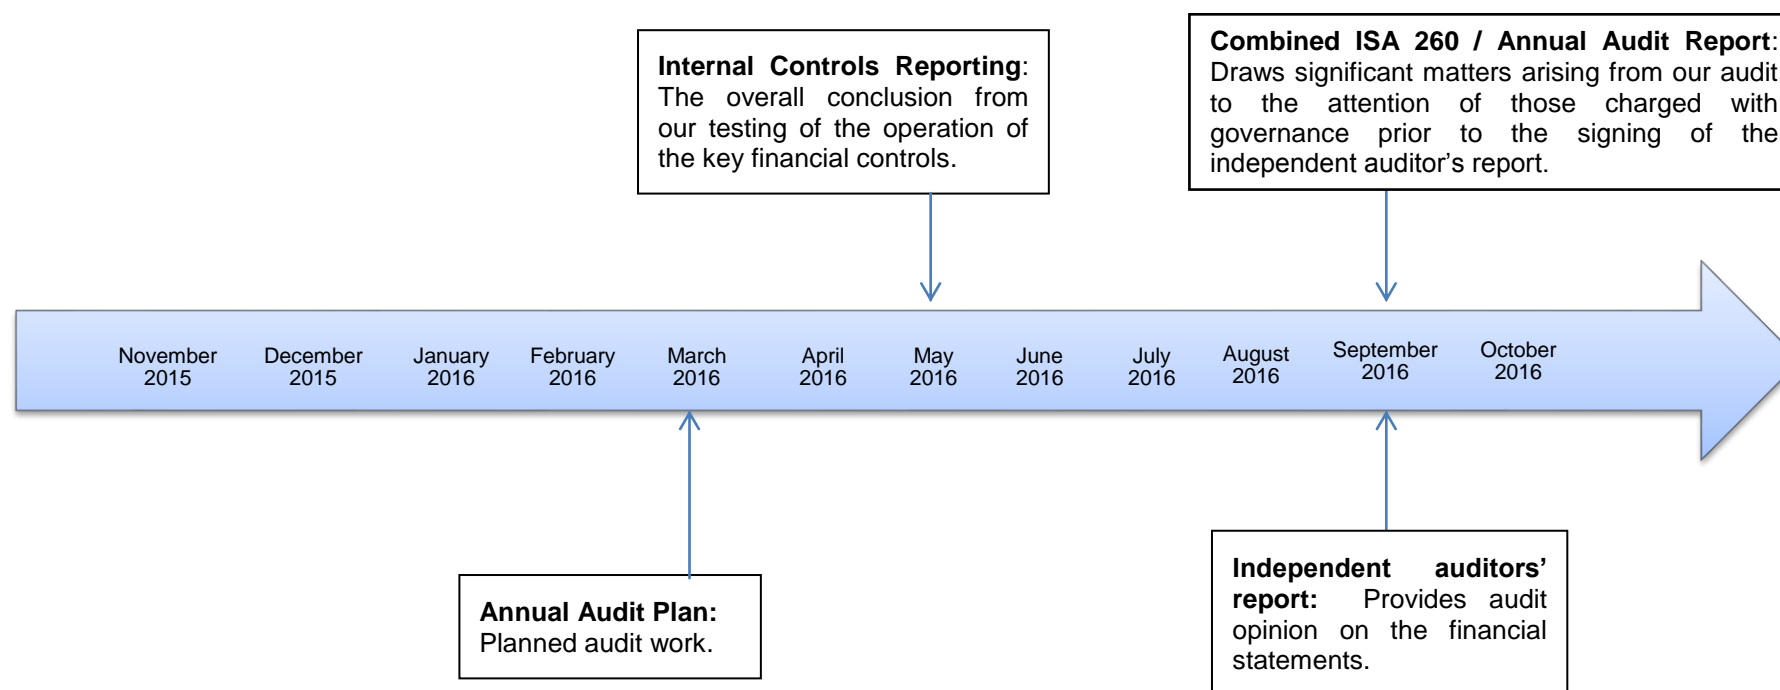 Internal Controls Reporting:
The overall conclusion from
our testing of the operation of
the key financial controls.
Combined ISA 260 / Annual Audit Report:
Draws significant matters arising from our audit
to the attention of those charged with
governance prior to the signing of the
independent auditor’s report.
November
2015
December
2015
January
2016
February
2016
March
2016
April
2016
May
2016
June
2016
July
2016
August
2016
September
2016
October
2016
Annual Audit Plan:
Planned audit work.
Independent auditors’
report: Provides audit
opinion on the financial
statements.